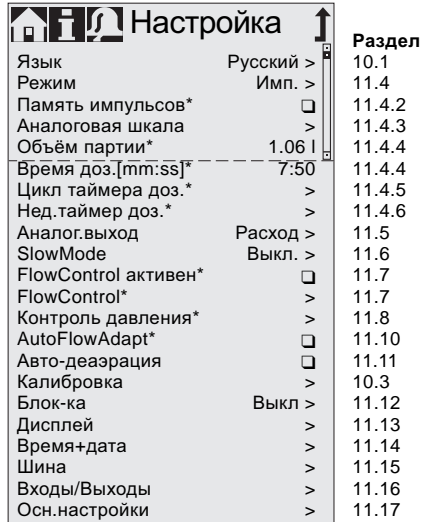 Настройка
Раздел
Язык Русский > 10.1
Режим Имп. > 11.4
Память импульсов* ❑ 11.4.2
Аналоговая шкала > 11.4.3
Объём партии* 1.06 l 11.4.4
Время доз.[mm:ss]* 7:50 11.4.4
Цикл таймера доз.* > 11.4.5
Нед.таймер доз.* > 11.4.6
Аналог.выход Расход > 11.5
SlowMode Выкл. > 11.6
FlowControl активен* ❑ 11.7
FlowControl* > 11.7
Контроль давления* > 11.8
AutoFlowAdapt* ❑ 11.10
Авто-деаэрация ❑ 11.11
Калибровка > 10.3
Блок-ка Выкл > 11.12
Дисплей > 11.13
Время+дата > 11.14
Шина > 11.15
Входы/Выходы > 11.16
Осн.настройки > 11.17